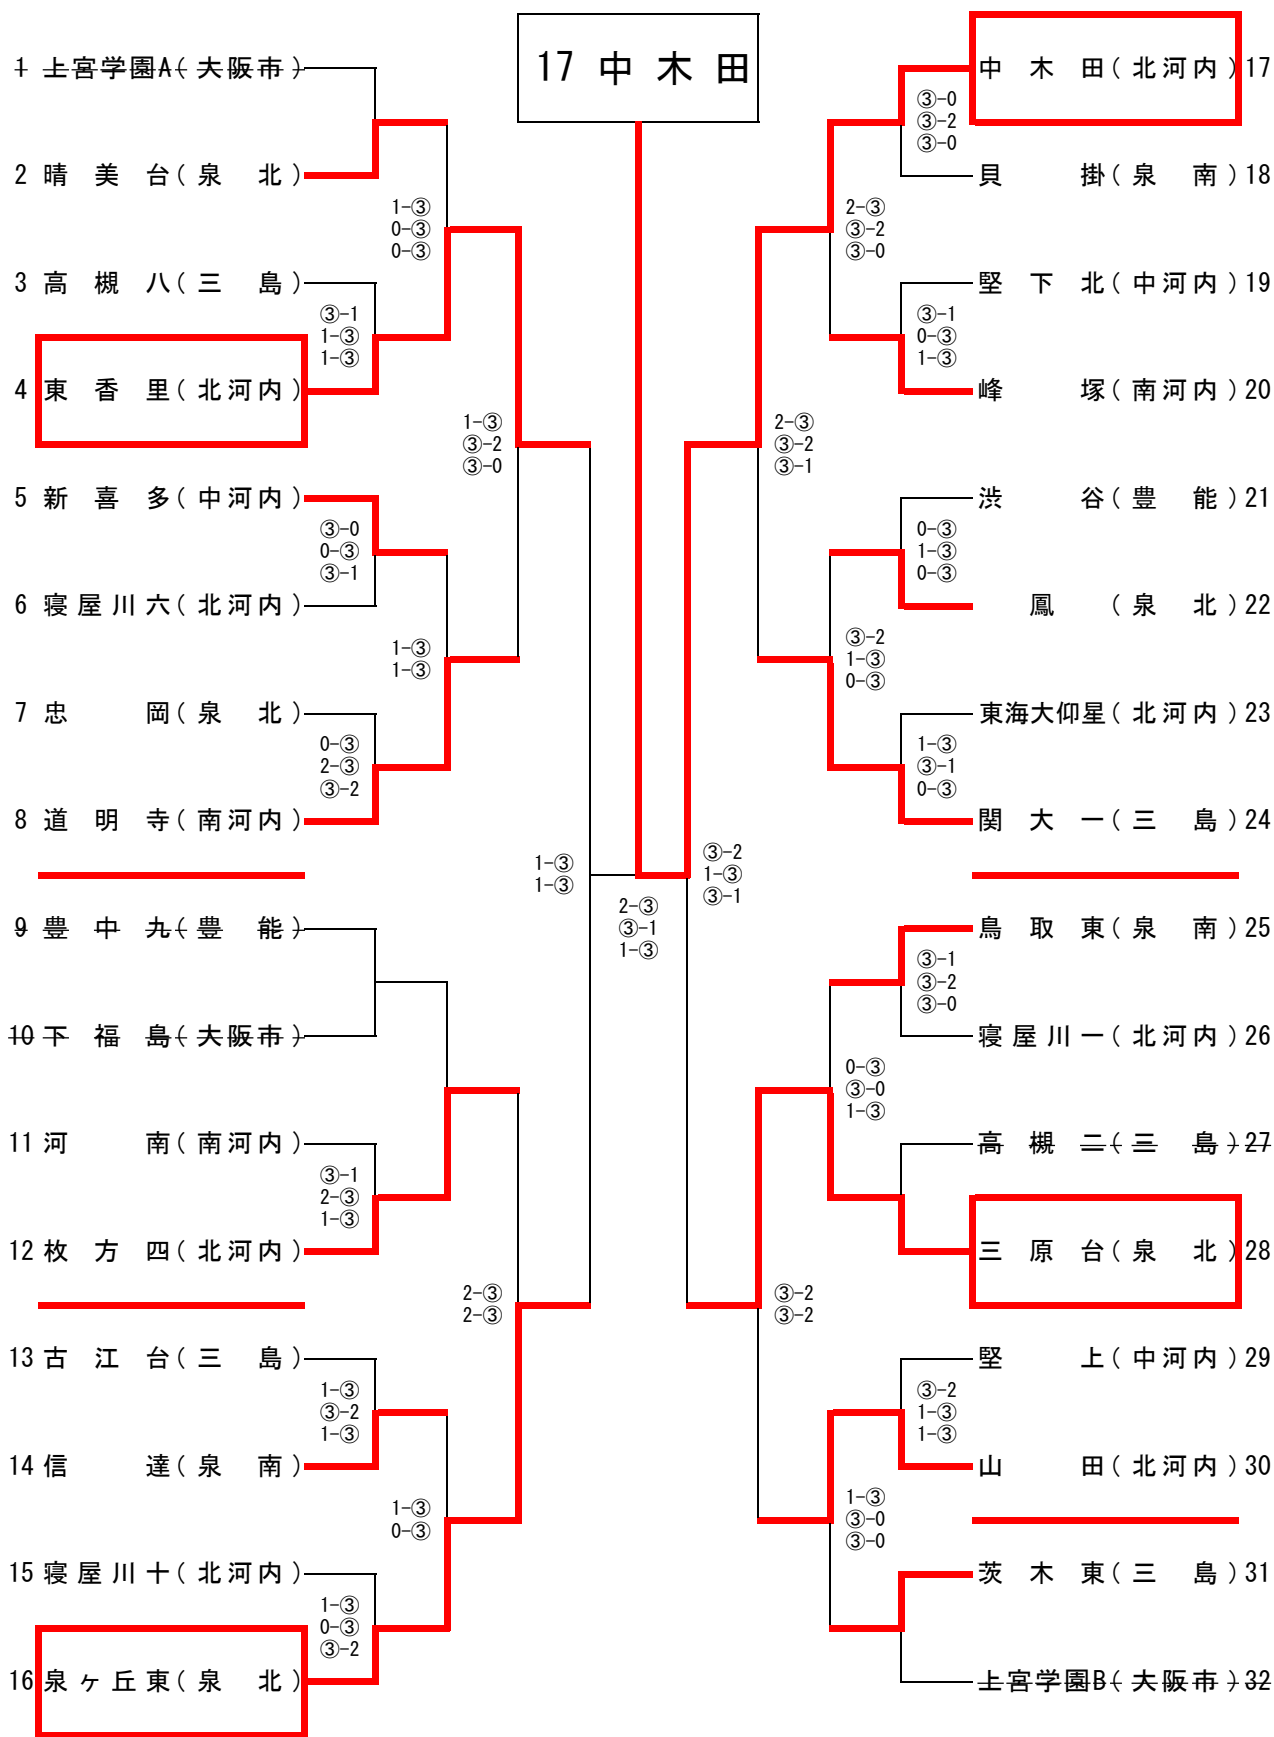 17 中木田
1 上宮学園A(大阪市)
2 晴美台(泉北)
1-③
0-③
0-③
3 高槻八(三島)
③-1
1-③
1-③
4 東香里(北河内)
1-③
③-2
③-0
5 新喜多(中河内)
③-0
0-③
③-1
6 寝屋川六(北河内)
1-③
1-③
7 忠岡(泉北)
0-③
2-③
③-2
8 道明寺(南河内)
1-③
1-③
9 豊中九(豊能)
10 下福島(大阪市)
11 河南(南河内)
③-1
2-③
1-③
12 枚方四(北河内)
2-③
2-③
13 古江台(三島)
1-③
③-2
1-③
14 信達(泉南)
1-③
0-③
15 寝屋川十(北河内)
1-③
0-③
③-2
16 泉ヶ丘東(泉北)
2-③
③-1
1-③
中木田(北河内)17
③-0
③-2
③-0
貝掛(泉南)18
2-③
③-2
③-0
堅下北(中河内)19
③-1
0-③
1-③
峰塚(南河内)20
2-③
③-2
③-1
渋谷(豊能)21
0-③
1-③
0-③
鳳(泉北)22
③-2
1-③
0-③
東海大仰星(北河内)23
1-③
③-1
0-③
関大一(三島)24
③-2
1-③
③-1
鳥取東(泉南)25
③-1
③-2
③-0
寝屋川一(北河内)26
0-③
③-0
1-③
高槻二(三島)27
三原台(泉北)28
③-2
③-2
堅上(中河内)29
③-2
1-③
1-③
山田(北河内)30
1-③
③-0
③-0
茨木東(三島)31
上宮学園B(大阪市)32